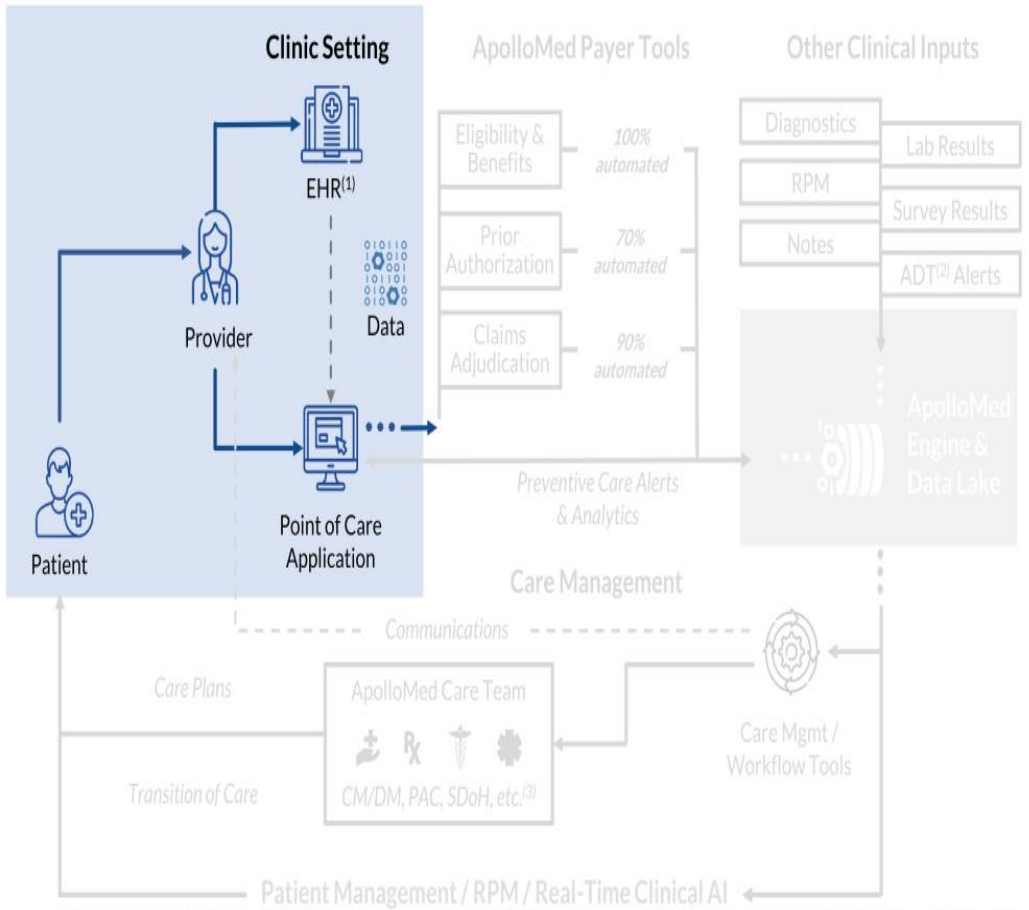 Clinic Setting
EHR(1)
Data
Provider
Point of Care
Application
Patient
ApolloMed Payer Tools
Eligibility &
Benefits
100%
automated
Prior
Authorization
70%
automated
Claims
Adjudication
90%
automated
Other Clinical Inputs
Diagnostics
Lab Results
RPM
Survey Results
Notes
ADT(2) Alerts
ApolloMed
Engine &
Data Lake
Preventive Care Alerts
& Analytics
Care Management
Communications
Care Plans
Transition of Care
ApolloMed Care Team
CM/DM, PAC, SDoH, etc.(3)
Care Mgmt /
Workflow Tools
Patient Management / RPM / Real-Time Clinical AI